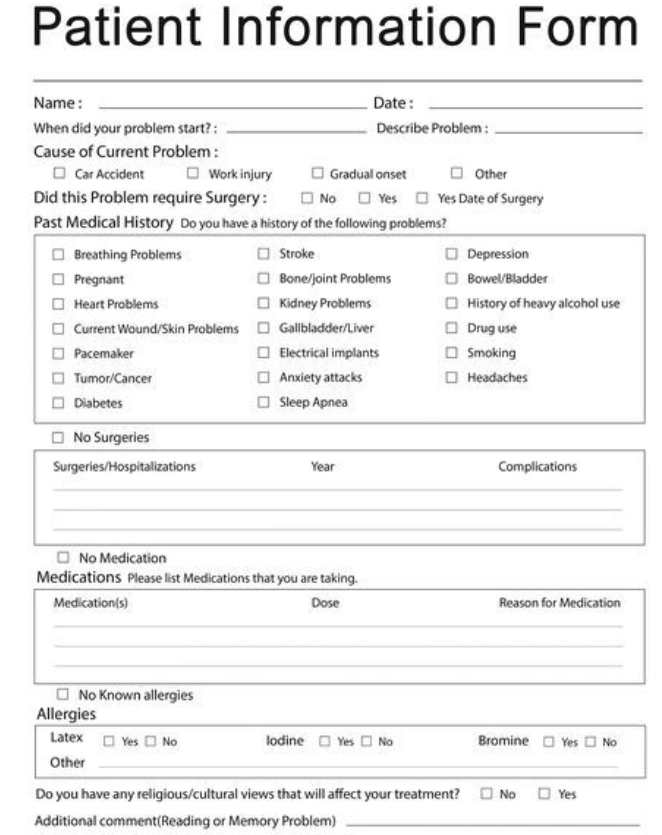 Patient Information Form
Name : Date :
When did your problem start? : Describe Problem :
Cause of Current Problem :
Car Accident Work injury Gradual onset Other
Did this Problem require Surgery : No Yes Yes Date of Surgery
Past Medical History Do you have a history of the following problems?
Breathing Problems Stroke Depression
Pregnant Bone/joint Problems Bowel/Bladder
Heart Problems Kidney Problems History of heavy alcohol use
Current Wound/Skin Problems Gallbladder/Liver Drug use
Pacemaker Electrical implants Smoking
Tumor/Cancer Anxiety attacks Headaches
Diabetes Sleep Apnea
No Surgeries
Surgeries/Hospitalizations Year Complications
No Medication
Medications Please list Medications that you are taking.
Medication(s) Dose Reason for Medication
No Known allergies
Allergies
Latex Yes No Iodine Yes No Bromine Yes No
Other
Do you have any religious/cultural views that will affect your treatment? No Yes
Additional comment(Reading or Memory Problem)